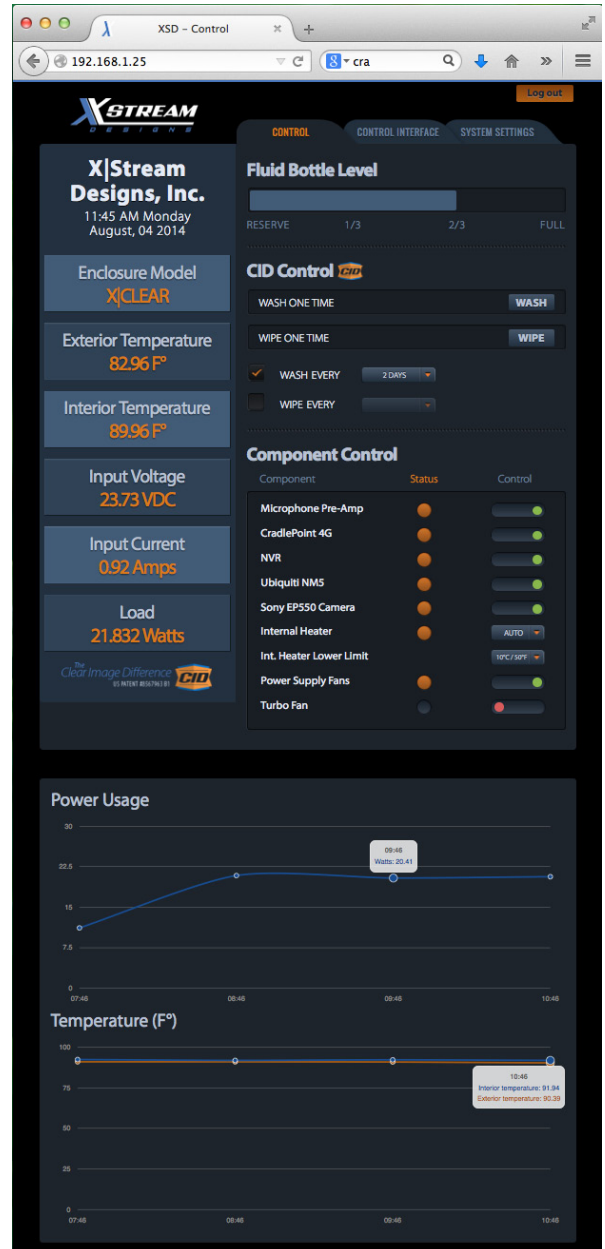 XSD – Control
192.168.1.25
cra
Log out
XSTREAM
DESIGNS
CONTROL
CONTROL INTERFACE
SYSTEM SETTINGS
X|Stream
Designs, Inc.
11:45 AM Monday
August, 04 2014
Enclosure Model
X|CLEAR
Exterior Temperature
82.96 F°
Interior Temperature
89.96 F°
Input Voltage
23.73 VDC
Input Current
0.92 Amps
Load
21.832 Watts
The
Clear Image Difference
CID
Fluid Bottle Level
RESERVE 1/3 2/3 FULL
CID Control CID
WASH ONE TIME WASH
WIPE ONE TIME WIPE
WASH EVERY 2 DAYS
WIPE EVERY
Component Control
Component Status Control
Microphone Pre-Amp
CradlePoint 4G
NVR
Ubiquiti NM5
Sony EP550 Camera
Internal Heater AUTO
Int. Heater Lower Limit 10°C / 50°F
Power Supply Fans
Turbo Fan
Power Usage
30
22.5
15
7.5
0
09:46
Watts: 20.41
07:46 08:46 09:46 10:46
Temperature (F°)
100
75
50
25
0
10:46
Interior temperature: 91.94
Exterior temperature: 90.39
07:46 08:46 09:46 10:46